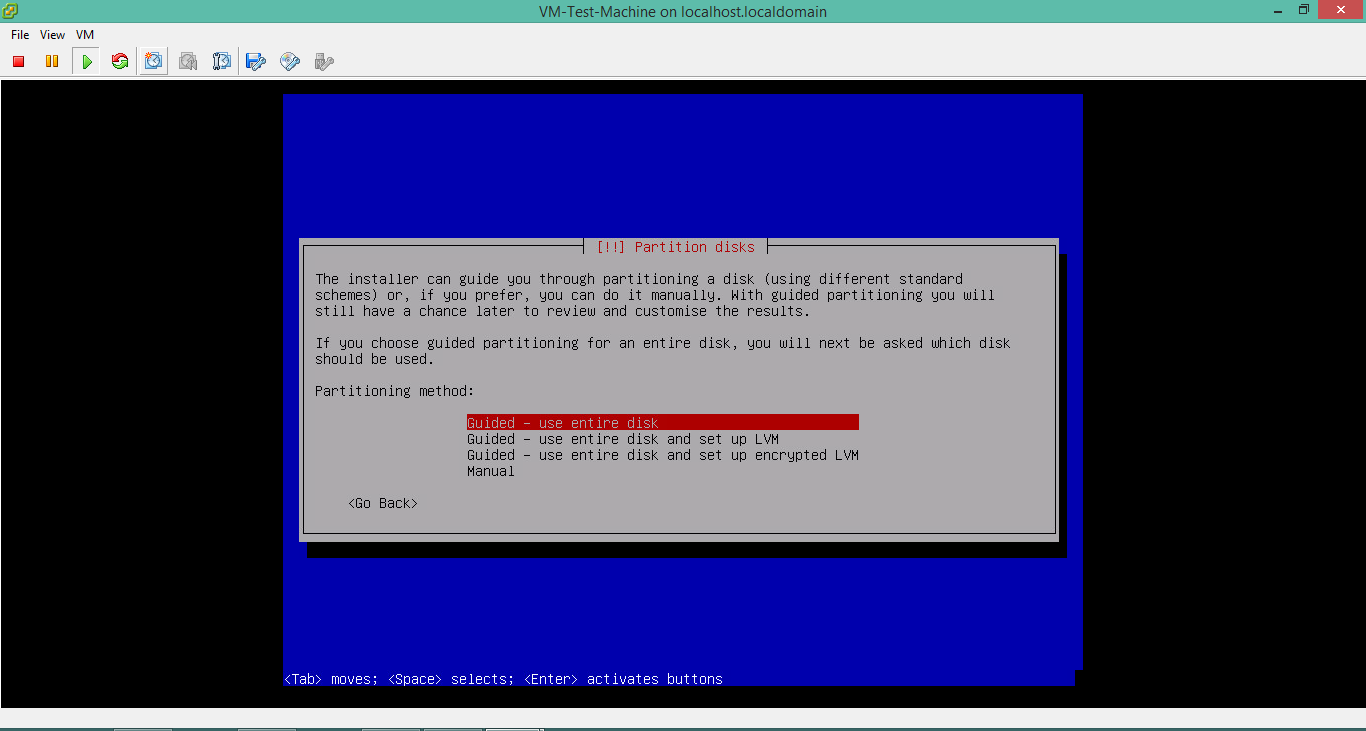 VM-Test-Machine on localhost.localdomain
File View VM
[!!] Partition disks
The installer can guide you through partitioning a disk (using different standard
schemes) or, if you prefer, you can do it manually. With guided partitioning you will
still have a chance later to review and customise the results.
If you choose guided partitioning for an entire disk, you will next be asked which disk
should be used.
Partitioning method:
Guided - use entire disk
Guided - use entire disk and set up LVM
Guided - use entire disk and set up encrypted LVM
Manual
<Go Back>
<Tab> moves; <Space> selects; <Enter> activates buttons